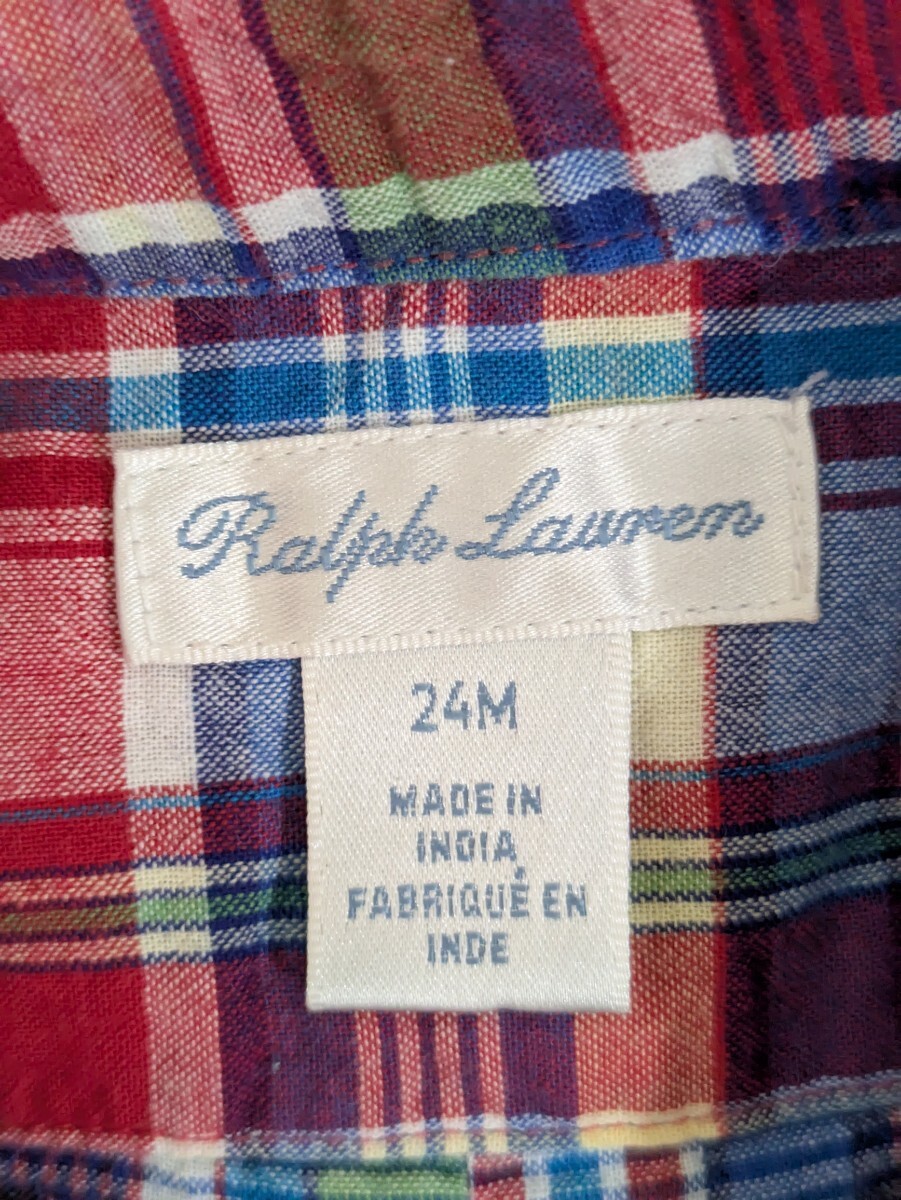 Ralph Lauren
24M
MADE IN
INDIA
FABRIQUÉ EN
INDE